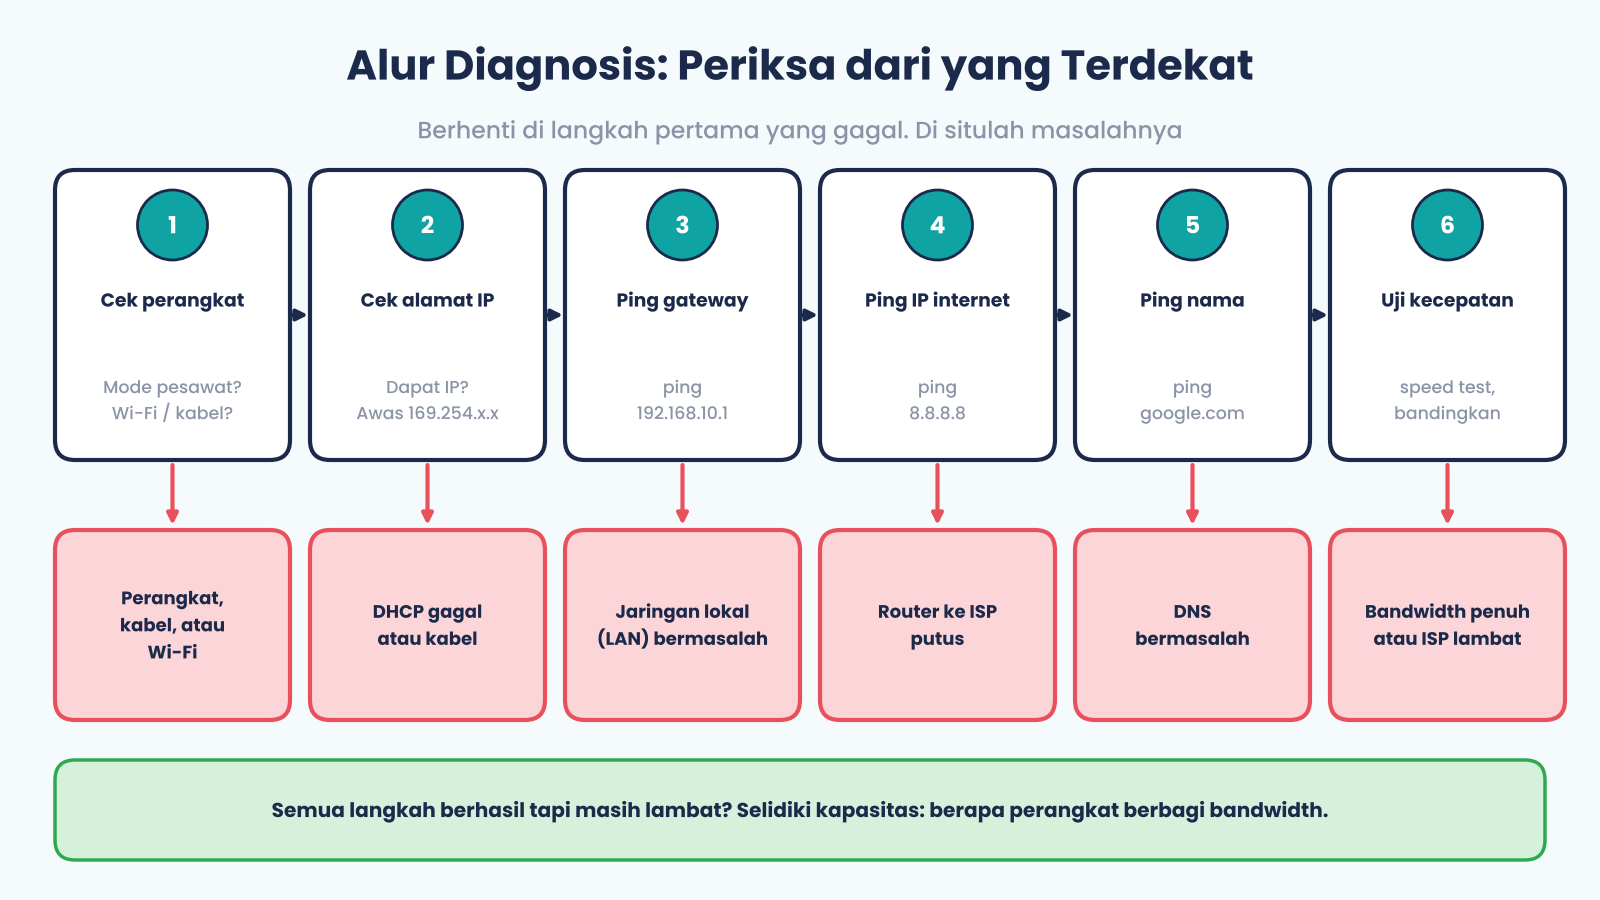 Alur Diagnosis: Periksa dari yang Terdekat
Berhenti di langkah pertama yang gagal. Di situlah masalahnya
1
Cek perangkat
Mode pesawat?
Wi-Fi / kabel?
2
Cek alamat IP
Dapat IP?
Awas 169.254.x.x
3
Ping gateway
ping
192.168.10.1
4
Ping IP internet
ping
8.8.8.8
5
Ping nama
ping
google.com
6
Uji kecepatan
speed test,
bandingkan
Perangkat,
kabel, atau
Wi-Fi
DHCP gagal
atau kabel
Jaringan lokal
(LAN) bermasalah
Router ke ISP
putus
DNS
bermasalah
Bandwidth penuh
atau ISP lambat
Semua langkah berhasil tapi masih lambat? Selidiki kapasitas: berapa perangkat berbagi bandwidth.